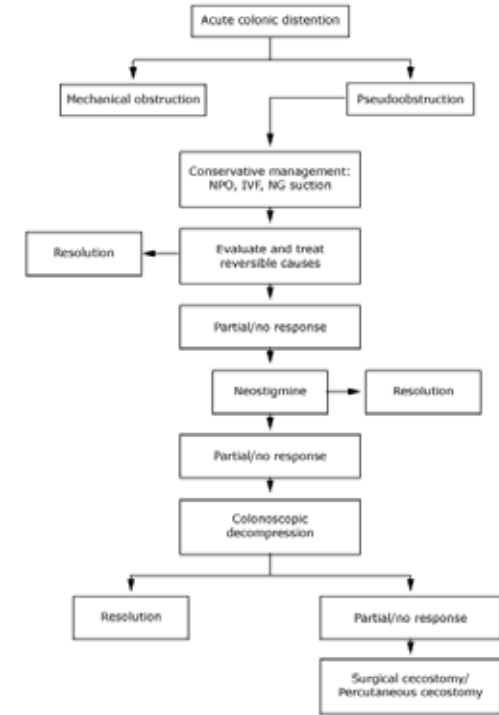 Acute colonic distention
Mechanical obstruction
Pseudoobstruction
Conservative management:
NPO, IVF, NG suction
Resolution
Evaluate and treat
reversible causes
Partial/no response
Neostigmine
Resolution
Partial/no response
Colonoscopic
decompression
Resolution
Partial/no response
Surgical cecostomy/
Percutaneous cecostomy